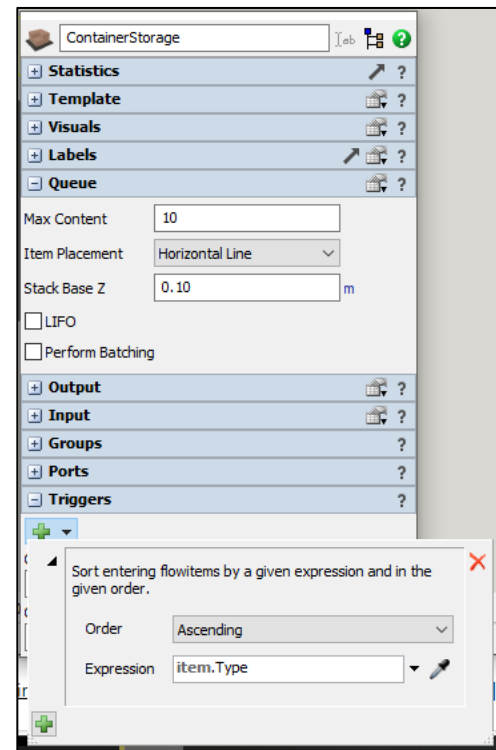 ContainerStorage
Statistics ?
Template ?
Visuals ?
Labels ?
Queue ?
Max Content 10
Item Placement Horizontal Line
Stack Base Z 0.10 m
LIFO
Perform Batching
Output ?
Input ?
Groups ?
Ports ?
Triggers ?
Sort entering flowitems by a given expression and in the
given order.
Order Ascending
Expression item.Type